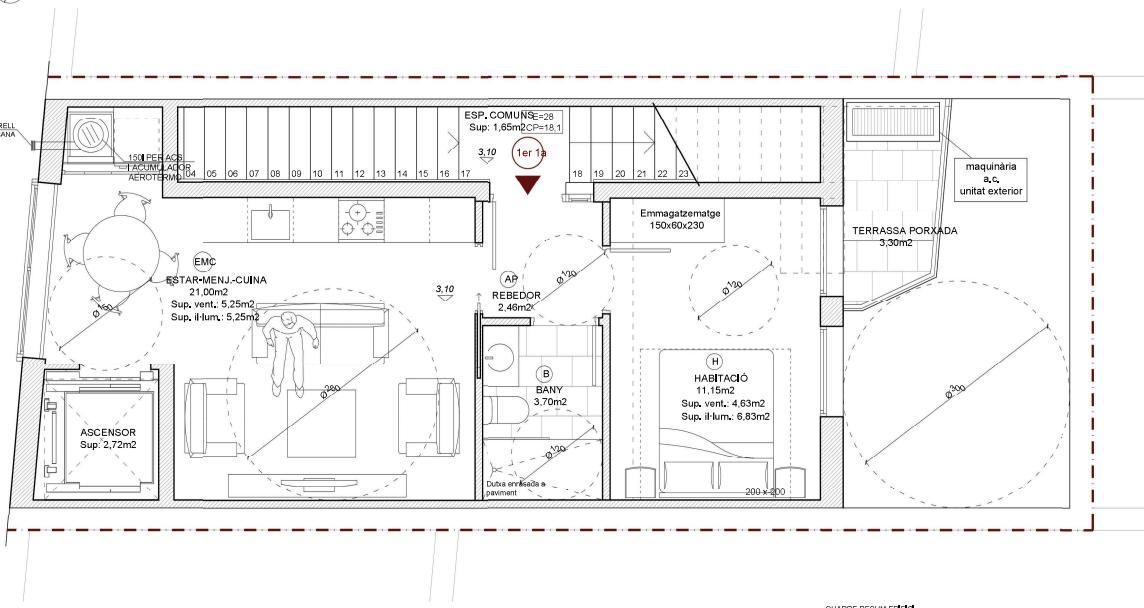 ESP. COMUNS
Sup: 1,65m2
E=28
CP=18,1
3,10
1er 1a
04 05 06 07 08 09 10 11 12 13 14 15 16 17
18 19 20 21 22 23
150l PER ACS
ACUMULADOR
AEROTERMO
maquinària
a.c.
unitat exterior
Emmagatzematge
150x60x230
TERRASSA PORXADA
3,30m2
EMC
ESTAR-MENJ.-CUINA
21,00m2
Sup. vent.: 5,25m2
Sup. il·lum.: 5,25m2
3,10
AP
REBEDOR
2,46m2
Ø120
Ø120
Ø280
Ø300
H
HABITACIÓ
11,15m2
Sup. vent.: 4,63m2
Sup. il·lum.: 6,83m2
B
BANY
3,70m2
Ø120
ASCENSOR
Sup: 2,72m2
Dutxa enrasada a
paviment
200 x 200